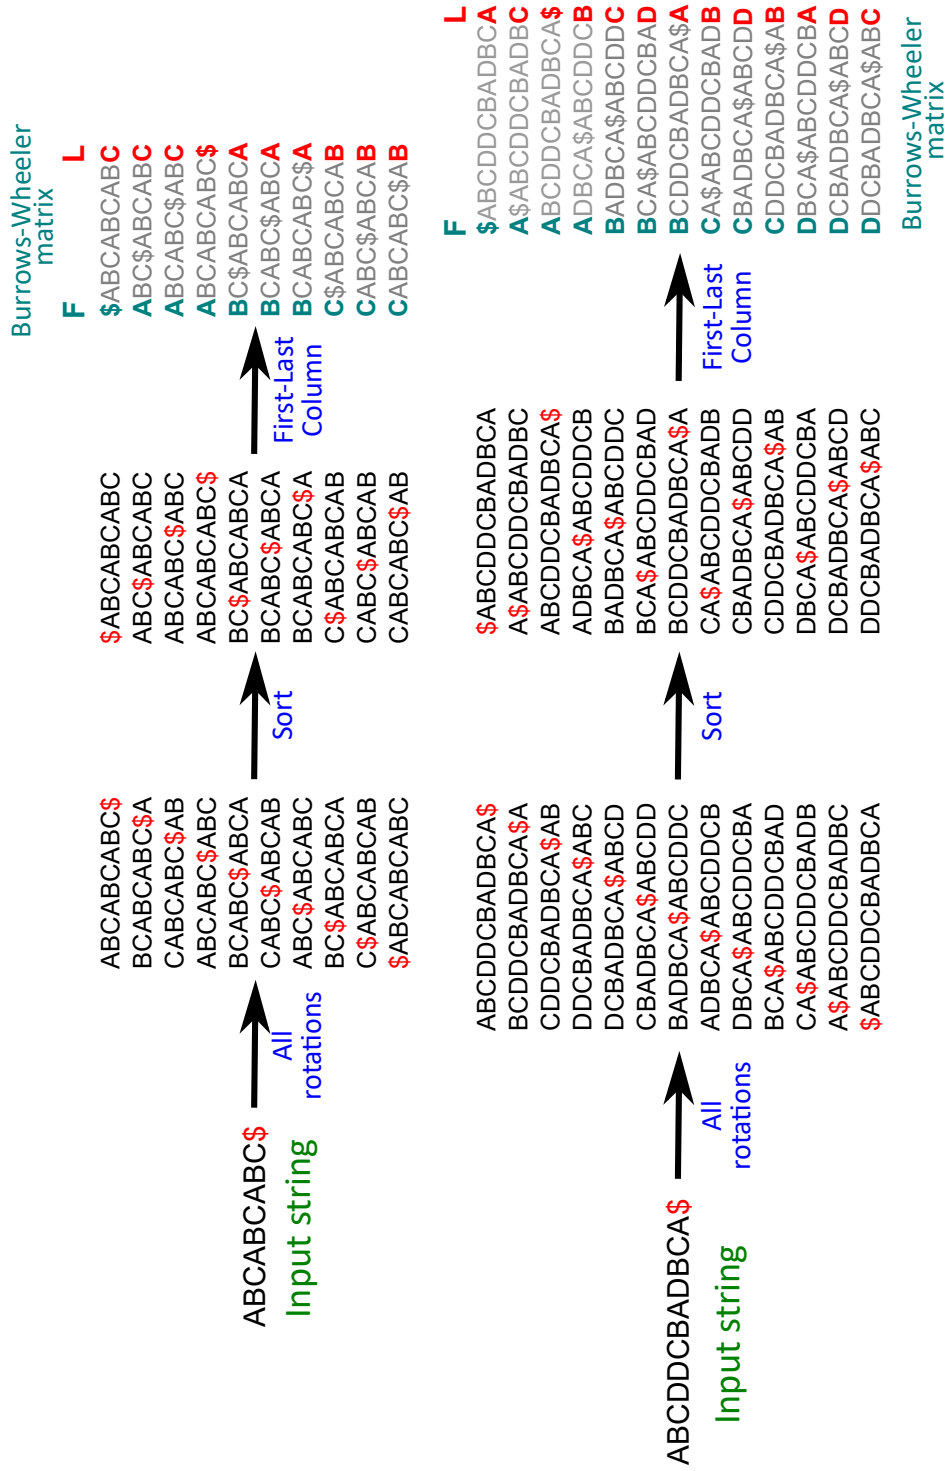 ABCABCABC$
Input string
All
rotations
ABCABCABC$
BCABCABC$A
CABCABC$AB
ABCABC$ABC
BCABC$ABCA
CABC$ABCAB
ABC$ABCABC
BC$ABCABCA
C$ABCABCAB
$ABCABCABC
Sort
$ABCABCABC
ABC$ABCABC
ABCABC$ABC
ABCABCABC$
BC$ABCABCA
BCABC$ABCA
BCABCABC$A
C$ABCABCAB
CABC$ABCAB
CABCABC$AB
First-Last
Column
Burrows-Wheeler
matrix
F L
$ABCABCABC
ABC$ABCABC
ABCABC$ABC
ABCABCABC$
BC$ABCABCA
BCABC$ABCA
BCABCABC$A
C$ABCABCAB
CABC$ABCAB
CABCABC$AB
ABCDDCBADBCA$
Input string
All
rotations
ABCDDCBADBCA$
BCDDCBADBCA$A
CDDCBADBCA$AB
DDCBADBCA$ABC
DCBADBCA$ABCD
CBADBCA$ABCDD
BADBCA$ABCDDC
ADBCA$ABCDDCB
DBCA$ABCDDCBA
BCA$ABCDDCBAD
CA$ABCDDCBADB
A$ABCDDCBADBC
$ABCDDCBADBCA
Sort
$ABCDDCBADBCA
A$ABCDDCBADBC
ABCDDCBADBCA$
ADBCA$ABCDDCB
BADBCA$ABCDDC
BCA$ABCDDCBAD
BCDDCBADBCA$A
CA$ABCDDCBADB
CBADBCA$ABCDD
CDDCBADBCA$AB
DBCA$ABCDDCBA
DCBADBCA$ABCD
DDCBADBCA$ABC
First-Last
Column
F L
$ABCDDCBADBCA
A$ABCDDCBADBC
ABCDDCBADBCA$
ADBCA$ABCDDCB
BADBCA$ABCDDC
BCA$ABCDDCBAD
BCDDCBADBCA$A
CA$ABCDDCBADB
CBADBCA$ABCDD
CDDCBADBCA$AB
DBCA$ABCDDCBA
DCBADBCA$ABCD
DDCBADBCA$ABC
Burrows-Wheeler
matrix